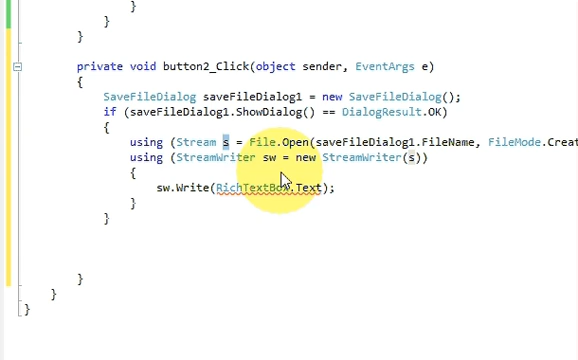 }
}
}
private void button2_Click(object sender, EventArgs e)
{
SaveFileDialog saveFileDialog1 = new SaveFileDialog();
if (saveFileDialog1.ShowDialog() == DialogResult.OK)
{
using (Stream s = File.Open(saveFileDialog1.FileName, FileMode.Creat
using (StreamWriter sw = new StreamWriter(s))
{
sw.Write(RichTextBox.Text);
}
}
}
}
}